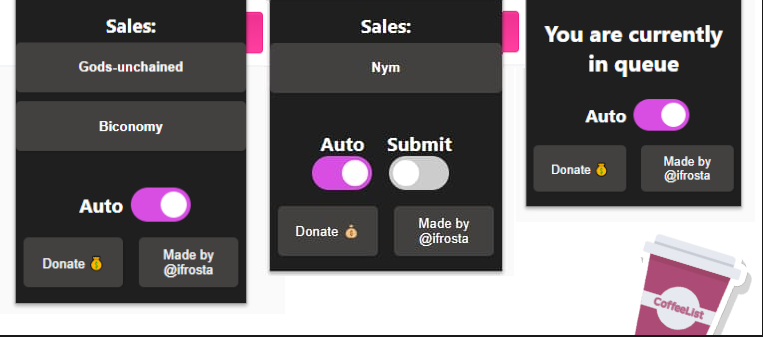 Sales:
Gods-unchained
Biconomy
Auto
Donate 💰
Made by
@ifrosta
Sales:
Nym
Auto Submit
Donate 💰
Made by
@ifrosta
You are currently
in queue
Auto
Donate 💰
Made by
@ifrosta
CoffeeList